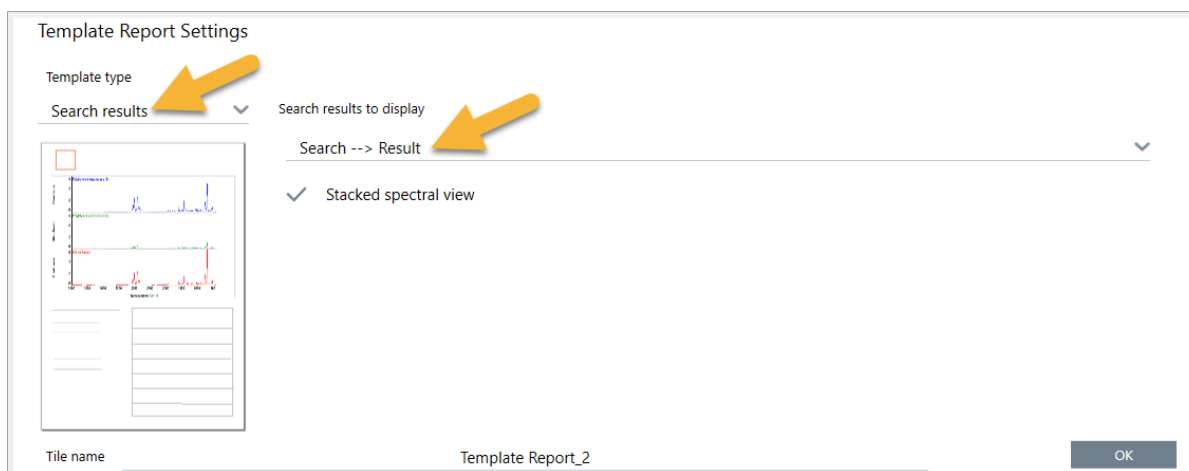 Template Report Settings
Template type
Search results
Search results to display
Search --> Result
Stacked spectral view
Tile name
Template Report_2
OK